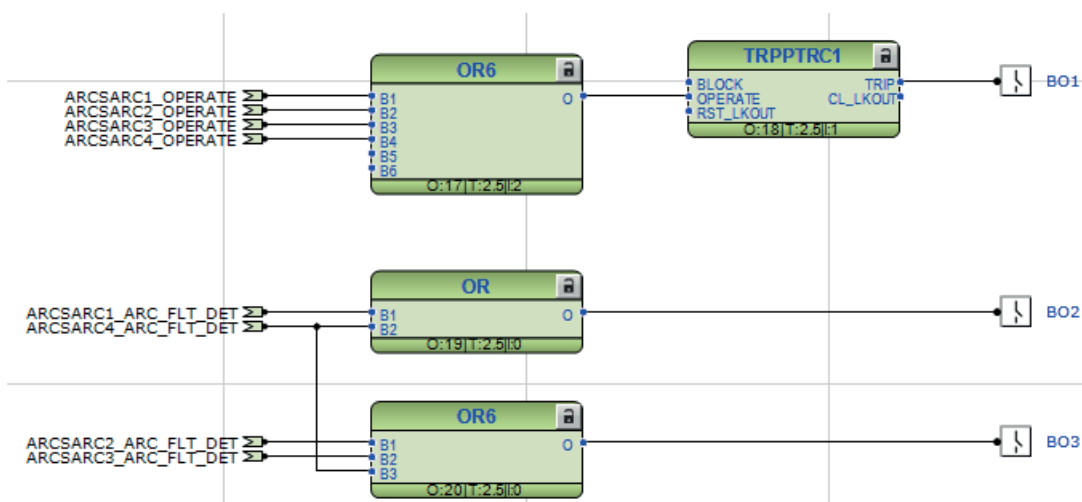 TRPPTRC1
OR6
BLOCK TRIP
BO1
ARCSARC1_OPERATE B1 O OPERATE CL_LKOUT
ARCSARC2_OPERATE B2 RST_LKOUT
ARCSARC3_OPERATE B3 O:18|T:2.5|I:1
ARCSARC4_OPERATE B4
B5
B6
O:17|T:2.5|I:2
OR
ARCSARC1_ARC_FLT_DET B1 O BO2
ARCSARC4_ARC_FLT_DET B2
O:19|T:2.5|I:0
OR6
ARCSARC2_ARC_FLT_DET B1 O BO3
ARCSARC3_ARC_FLT_DET B2
B3
O:20|T:2.5|I:0